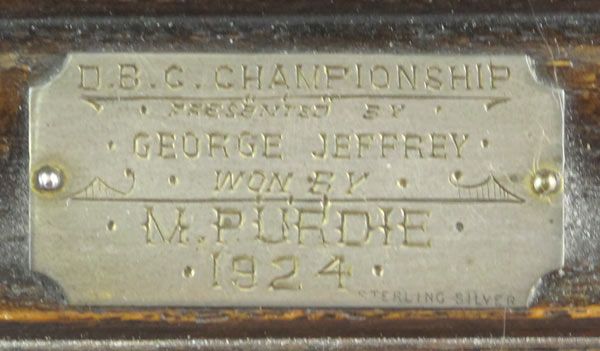 D.B.C. CHAMPIONSHIP
PRESENTED BY
GEORGE JEFFREY
WON BY
M. PURDIE
1924
STERLING SILVER